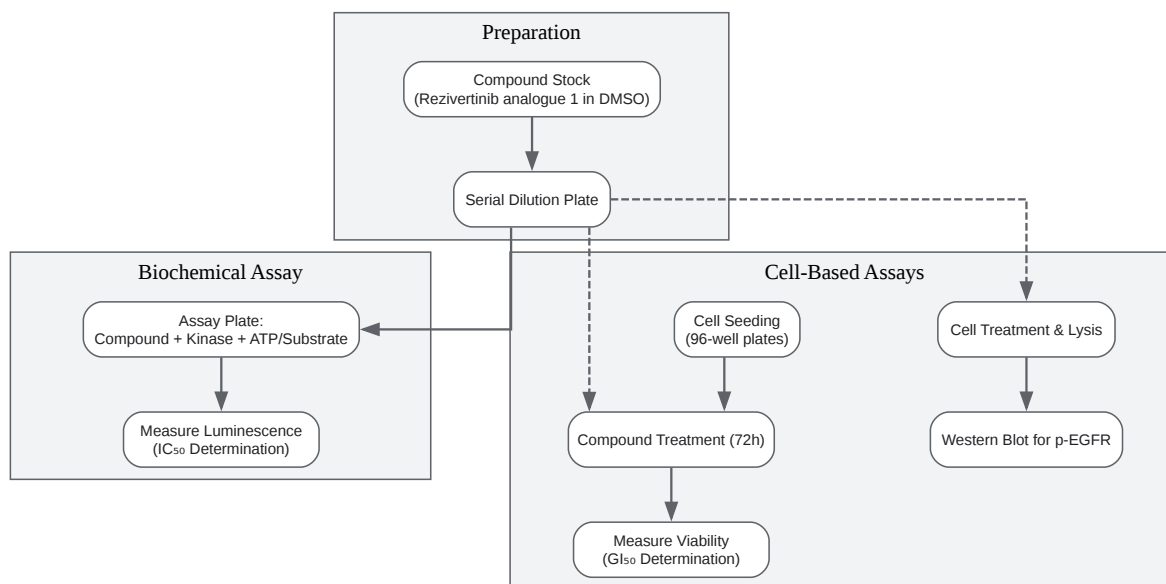 Preparation
Compound Stock
(Rezivertinib analogue 1 in DMSO)
Serial Dilution Plate
Biochemical Assay
Assay Plate:
Compound + Kinase + ATP/Substrate
Measure Luminescence
(IC₅₀ Determination)
Cell-Based Assays
Cell Seeding
(96-well plates)
Cell Treatment & Lysis
Compound Treatment (72h)
Western Blot for p-EGFR
Measure Viability
(GI₅₀ Determination)